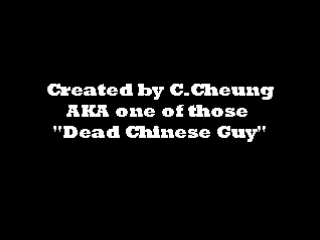 Created by C.Cheung
AKA one of those
"Dead Chinese Guy"